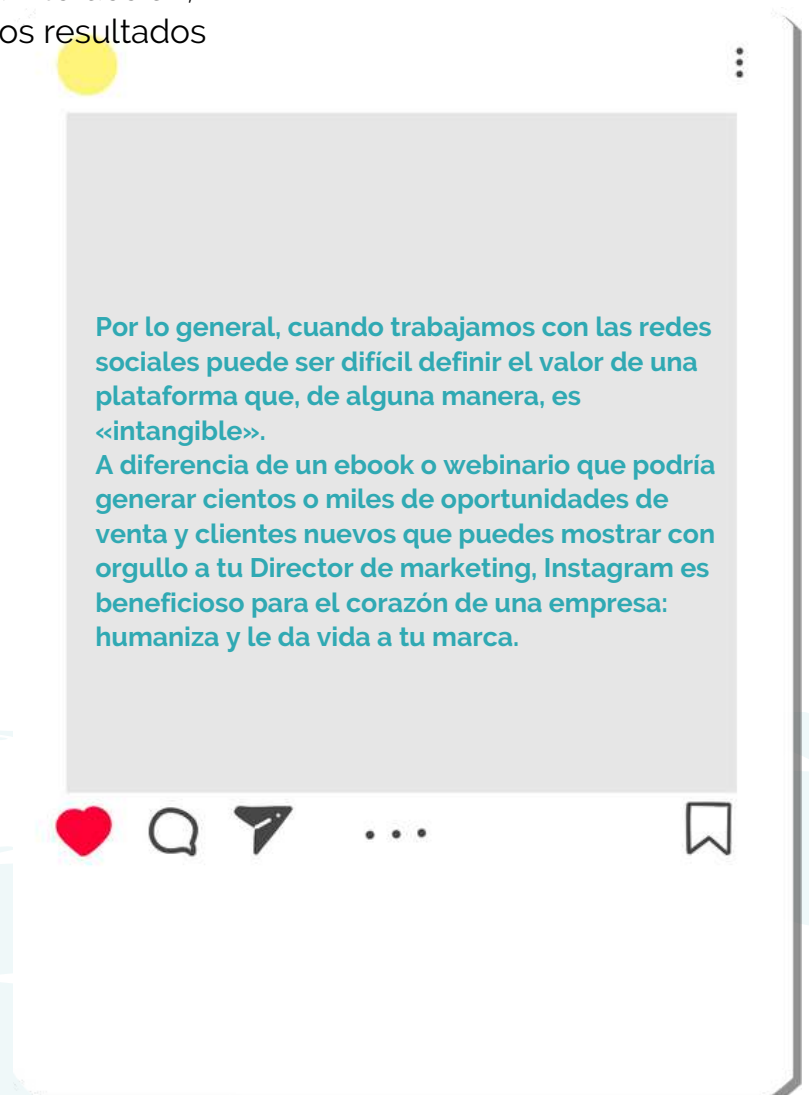 os resultados
Por lo general, cuando trabajamos con las redes
sociales puede ser difícil definir el valor de una
plataforma que, de alguna manera, es
«intangible».
A diferencia de un ebook o webinario que podría
generar cientos o miles de oportunidades de
venta y clientes nuevos que puedes mostrar con
orgullo a tu Director de marketing, Instagram es
beneficioso para el corazón de una empresa:
humaniza y le da vida a tu marca.